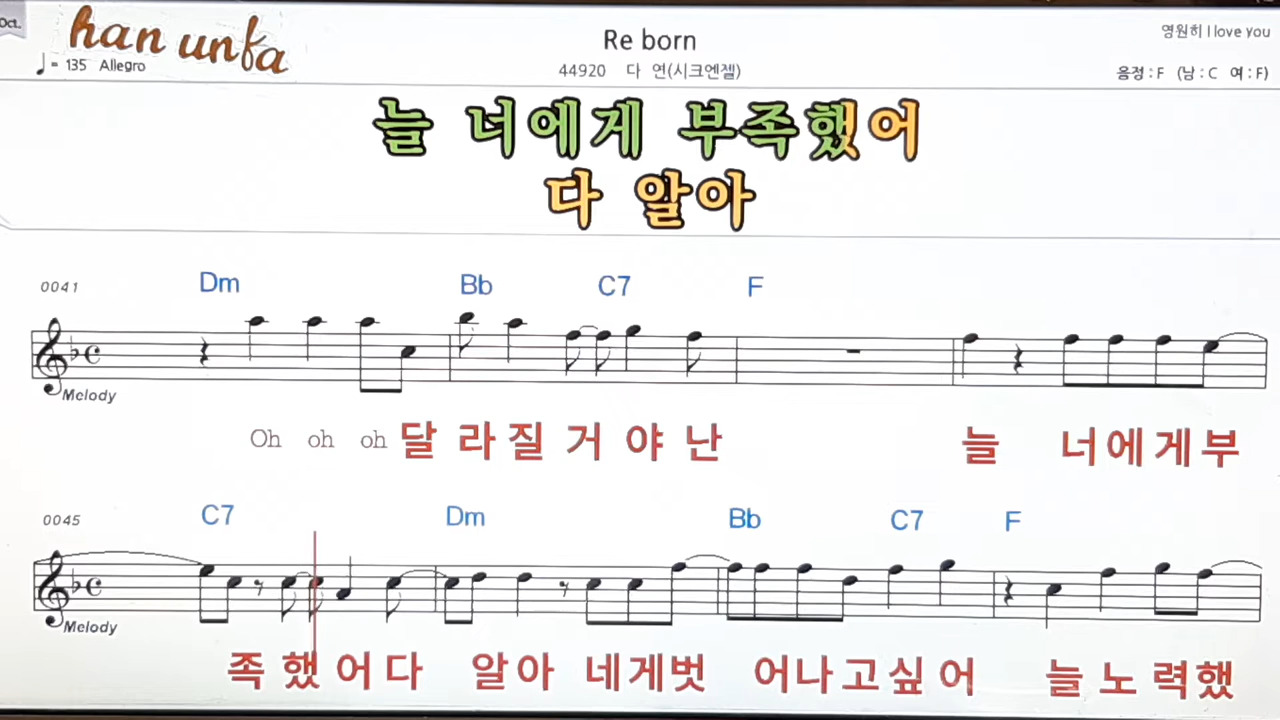 Oct.
han unfa
Re born
영원히 I love you
♩= 135 Allegro
44920 다 연(시크엔젤)
음정 : F (남 : C 여 : F)
늘 너에게 부족했어
다 알아
0041 Dm Bb C7 F
Melody
Oh oh oh 달 라 질 거 야 난 늘 너에게부
0045 C7 Dm Bb C7 F
Melody
족 했 어 다 알아 네게벗 어나고싶어 늘 노 력했